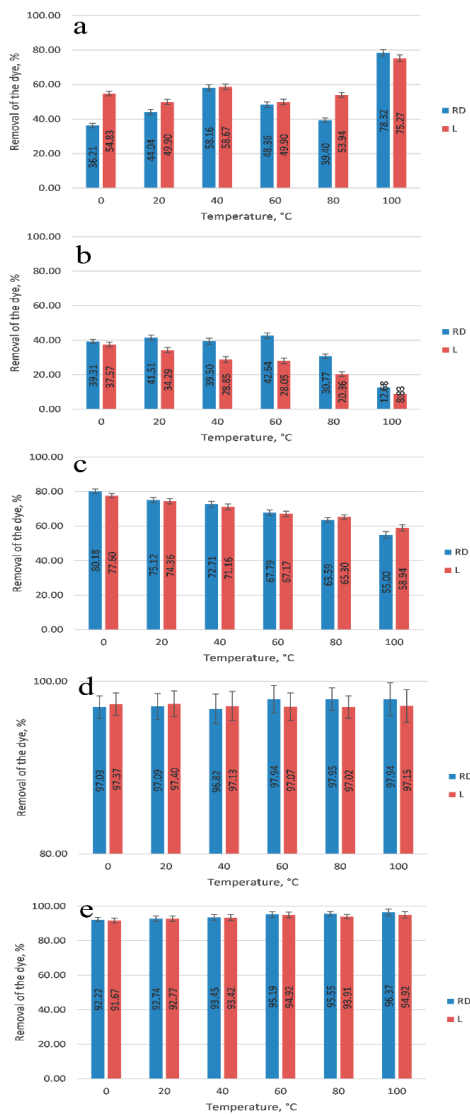 a
Removal of the dye, %
100.00
80.00
60.00
40.00
20.00
0.00
36.21 54.83 44.04 49.90 58.16 58.67 48.36 49.90 39.40 53.94 78.32 75.27
0 20 40 60 80 100
Temperature, °C
RD
L
b
Removal of the dye, %
100.00
80.00
60.00
40.00
20.00
0.00
39.31 37.57 41.51 34.29 39.50 28.85 42.64 28.05 30.77 20.36 12.68 8.83
0 20 40 60 80 100
Temperature, °C
RD
L
c
Removal of the dye, %
100.00
80.00
60.00
40.00
20.00
0.00
80.18 77.60 75.12 74.36 72.71 71.16 67.79 67.17 63.59 65.30 55.00 58.94
0 20 40 60 80 100
Temperature, °C
RD
L
d
Removal of the dye, %
100.00
80.00
97.03 97.37 97.09 97.40 96.82 97.13 97.94 97.07 97.95 97.02 97.94 97.15
0 20 40 60 80 100
Temperature, °C
RD
L
e
Removal of the dye, %
100.00
80.00
60.00
40.00
20.00
0.00
92.22 91.67 92.74 92.77 93.45 93.42 95.19 94.92 95.55 93.91 96.37 94.92
0 20 40 60 80 100
Temperature, °C
RD
L